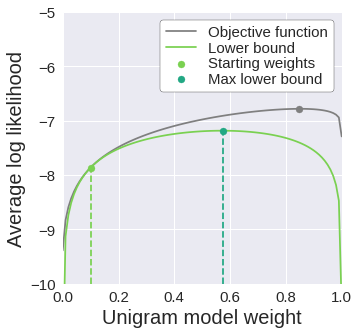 −5
Objective function
Lower bound
Starting weights
Max lower bound
−6
−7
−8
−9
−10
Average log likelihood
0.0 0.2 0.4 0.6 0.8 1.0
Unigram model weight